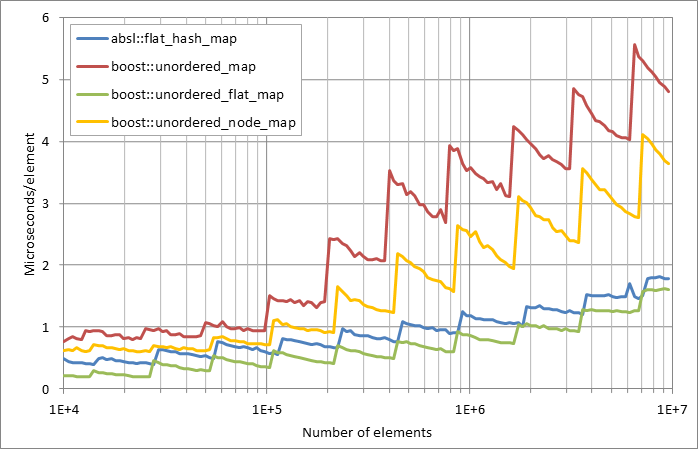 absl::flat_hash_map
boost::unordered_map
boost::unordered_flat_map
boost::unordered_node_map
Microseconds/element
6
5
4
3
2
1
0
1E+4
1E+5
1E+6
1E+7
Number of elements